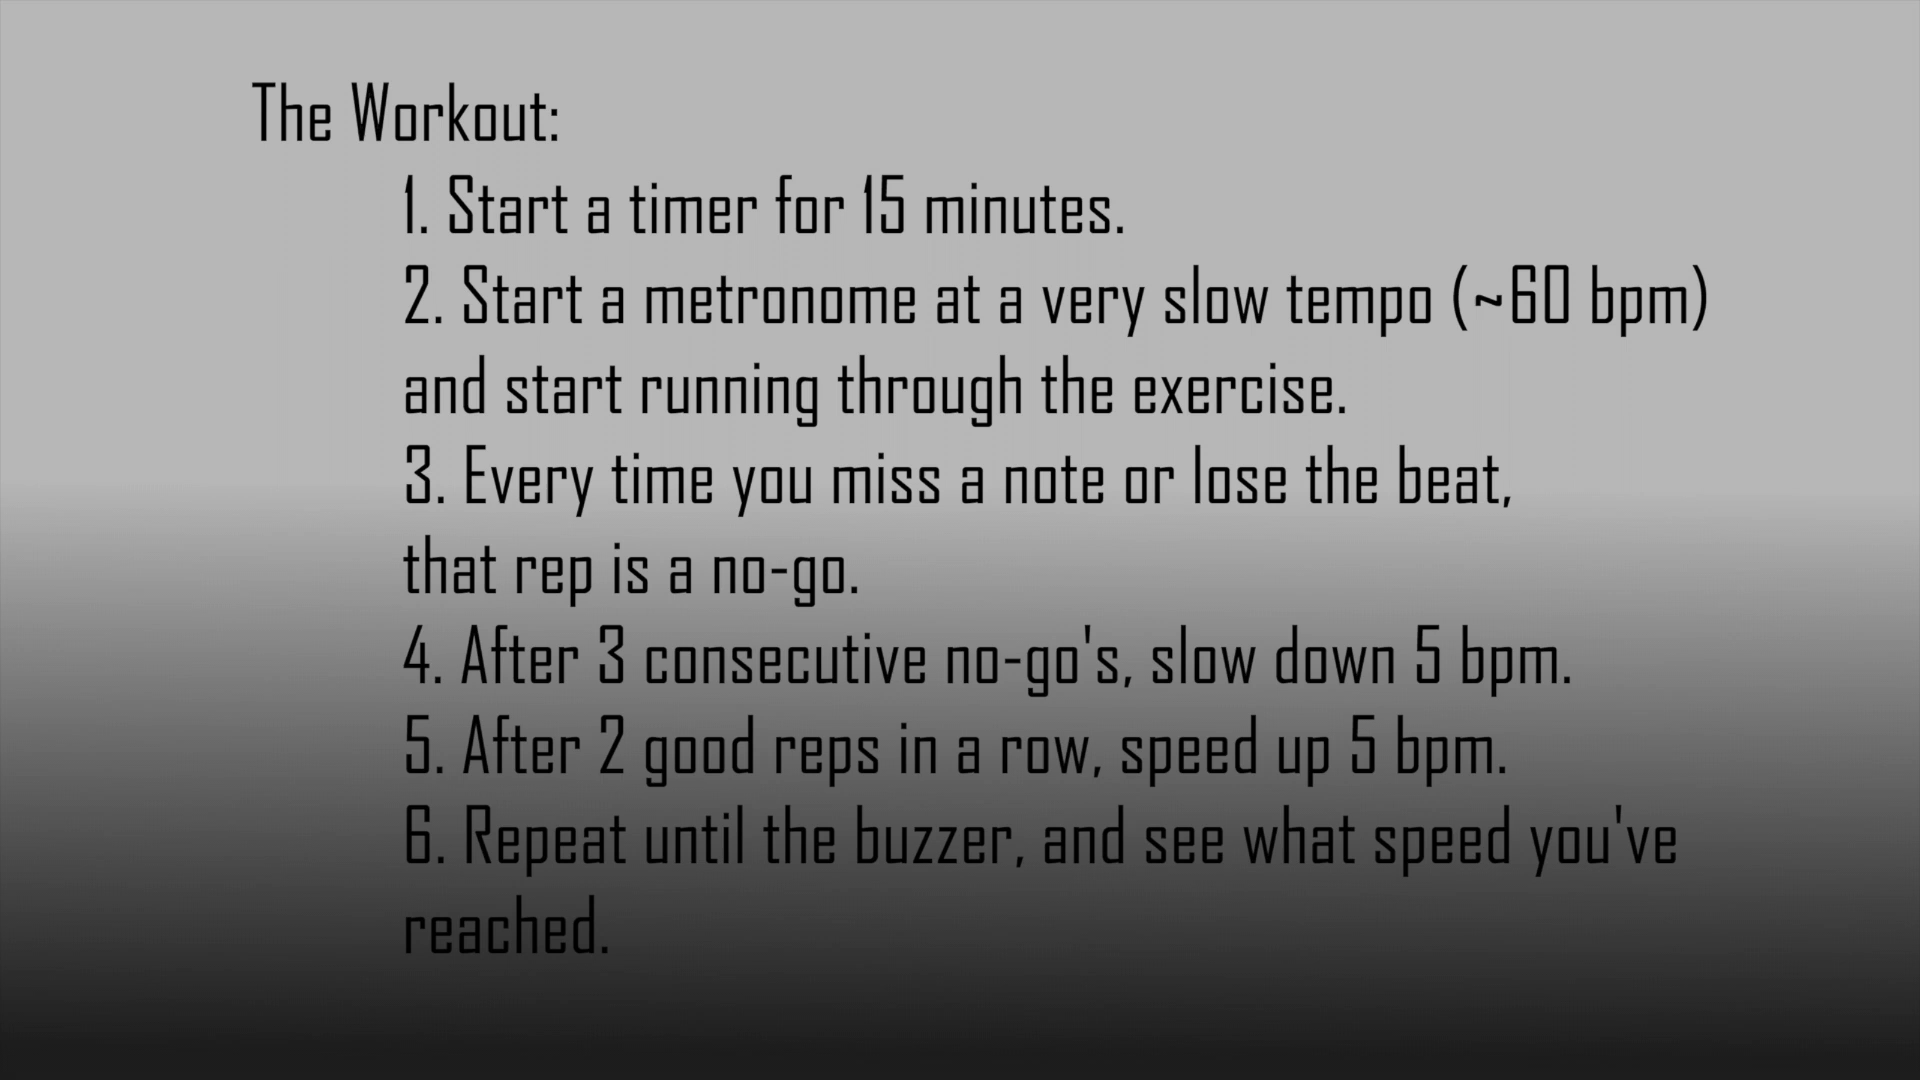 The Workout:
1. Start a timer for 15 minutes.
2. Start a metronome at a very slow tempo (~60 bpm)
and start running through the exercise.
3. Every time you miss a note or lose the beat,
that rep is a no-go.
4. After 3 consecutive no-go's, slow down 5 bpm.
5. After 2 good reps in a row, speed up 5 bpm.
6. Repeat until the buzzer, and see what speed you've
reached.